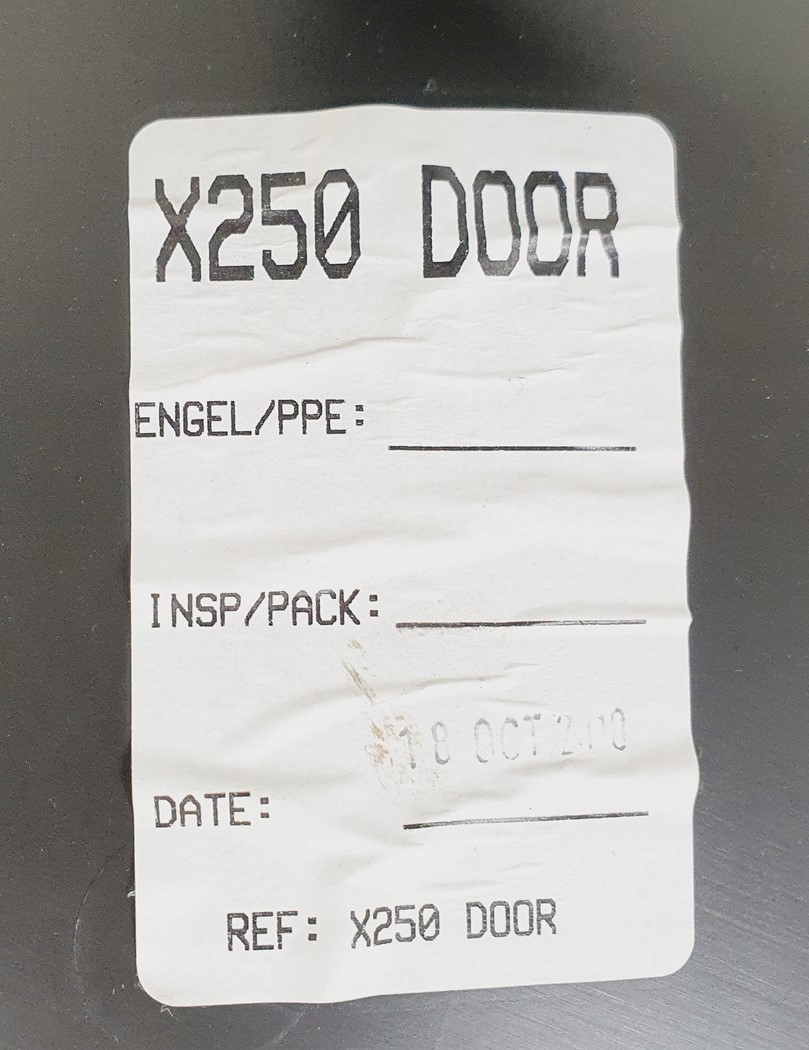 X250 DOOR
ENGEL/PPE:
INSP/PACK:
18 OCT
DATE:
REF: X250 DOOR